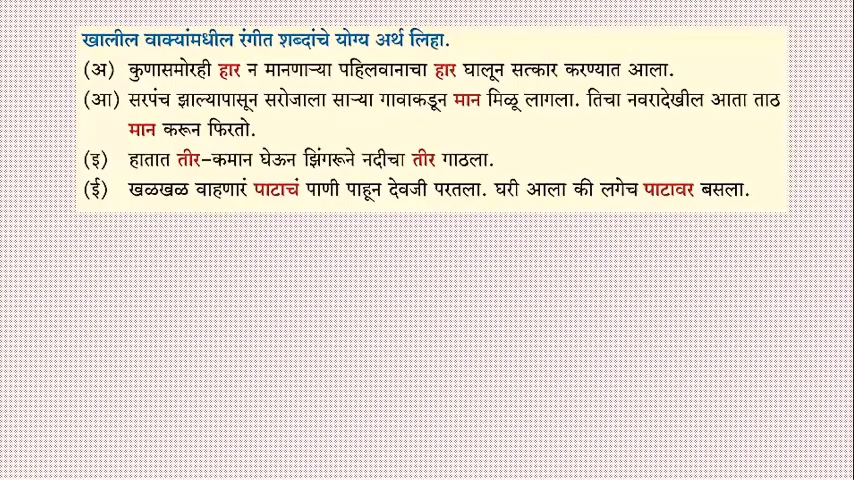 खालील वाक्यांमधील रंगीत शब्दांचे योग्य अर्थ लिहा.
(अ) कुणासमोरही हार न मानणाऱ्या पहिलवानाचा हार घालून सत्कार करण्यात आला.
(आ) सरपंच झाल्यापासून सरोजाला साऱ्या गावाकडून मान मिळू लागला. तिचा नवरादेखील आता ताठ
मान करून फिरतो.
(इ) हातात तीर–कमान घेऊन झिंगरूने नदीचा तीर गाठला.
(ई) खळखळ वाहणारं पाटाचं पाणी पाहून देवजी परतला. घरी आला की लगेच पाटावर बसला.